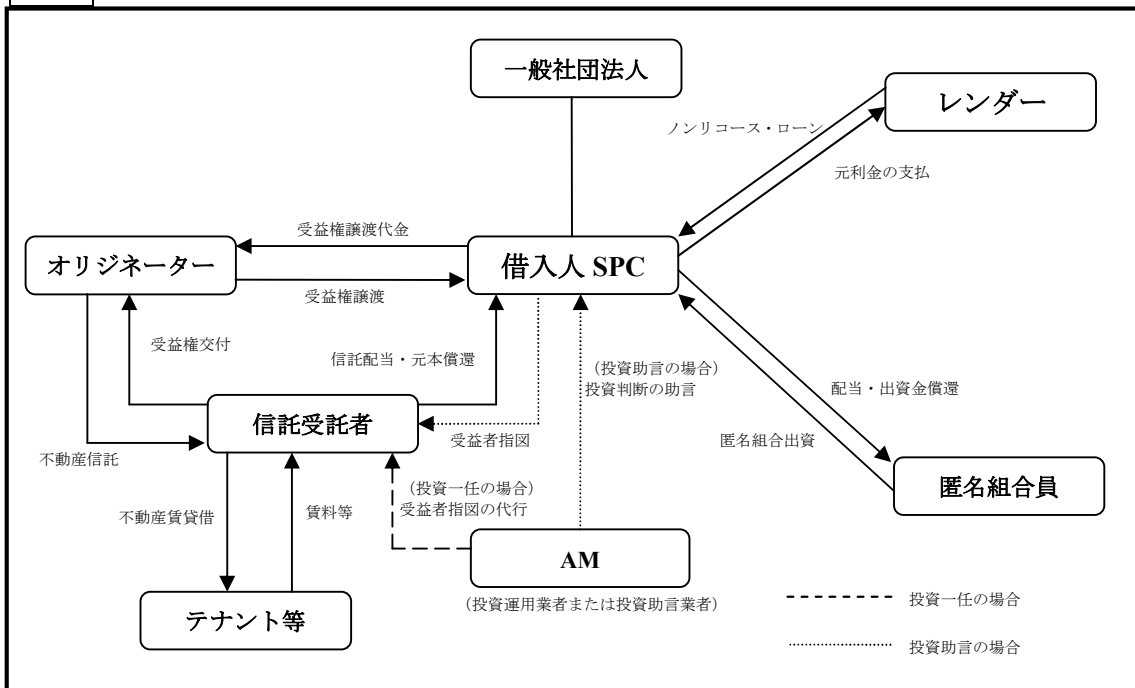 一般社団法人
レンダー
ノンリコース・ローン
元利金の支払
受益権譲渡代金
オリジネーター
借入人 SPC
受益権譲渡
受益権交付
信託配当・元本償還
(投資助言の場合)
投資判断の助言
配当・出資金償還
信託受託者
受益者指図
匿名組合出資
不動産信託
匿名組合員
(投資一任の場合)
受益者指図の代行
不動産賃貸借
賃料等
AM
(投資運用業者または投資助言業者)
テナント等
投資一任の場合
投資助言の場合